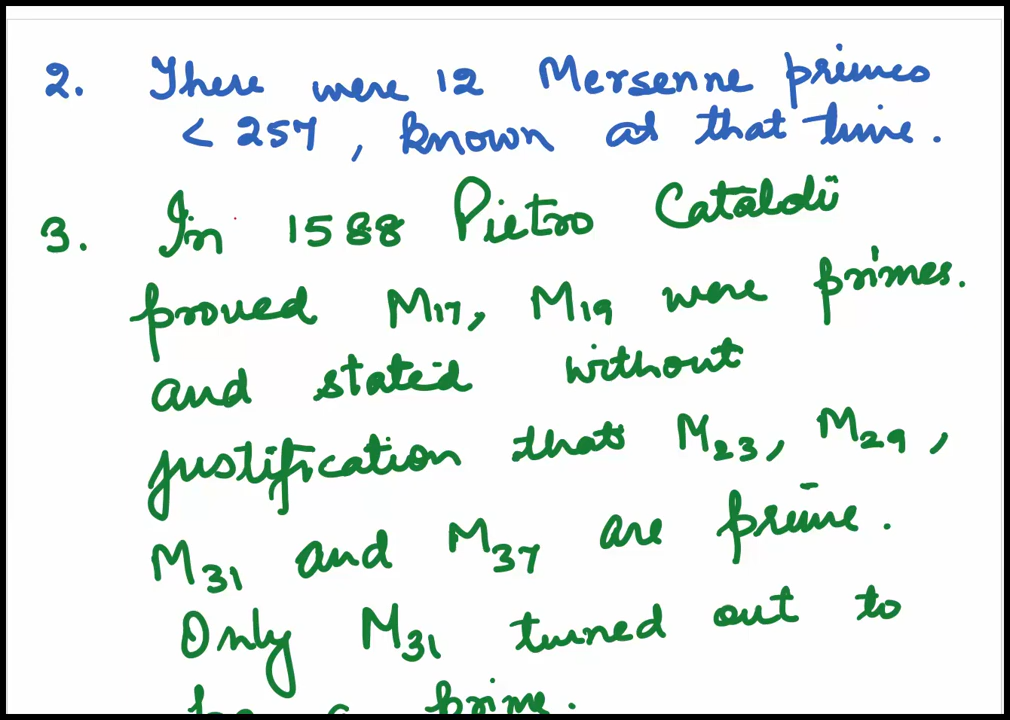 2. There were 12 Mersenne primes
< 257, known at that time.
3. In 1588 Pietro Cataldi
proved M17, M19 were primes.
and stated without
justification that M23, M29,
M31 and M37 are prime.
Only M31 turned out to
be a prime.